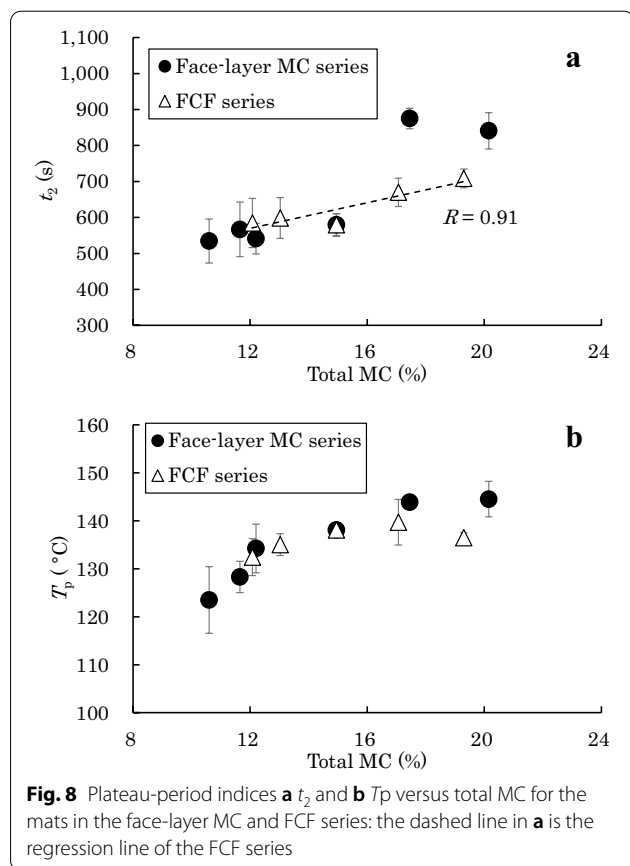 1,100
1,000
900
800
700
600
500
400
300
t₂ (s)
Face-layer MC series
FCF series
a
R = 0.91
8 12 16 20 24
Total MC (%)
160
150
140
130
120
110
100
Tp ( °C)
Face-layer MC series
FCF series
b
8 12 16 20 24
Total MC (%)
Fig. 8 Plateau-period indices a t₂ and b Tp versus total MC for the
mats in the face-layer MC and FCF series: the dashed line in a is the
regression line of the FCF series